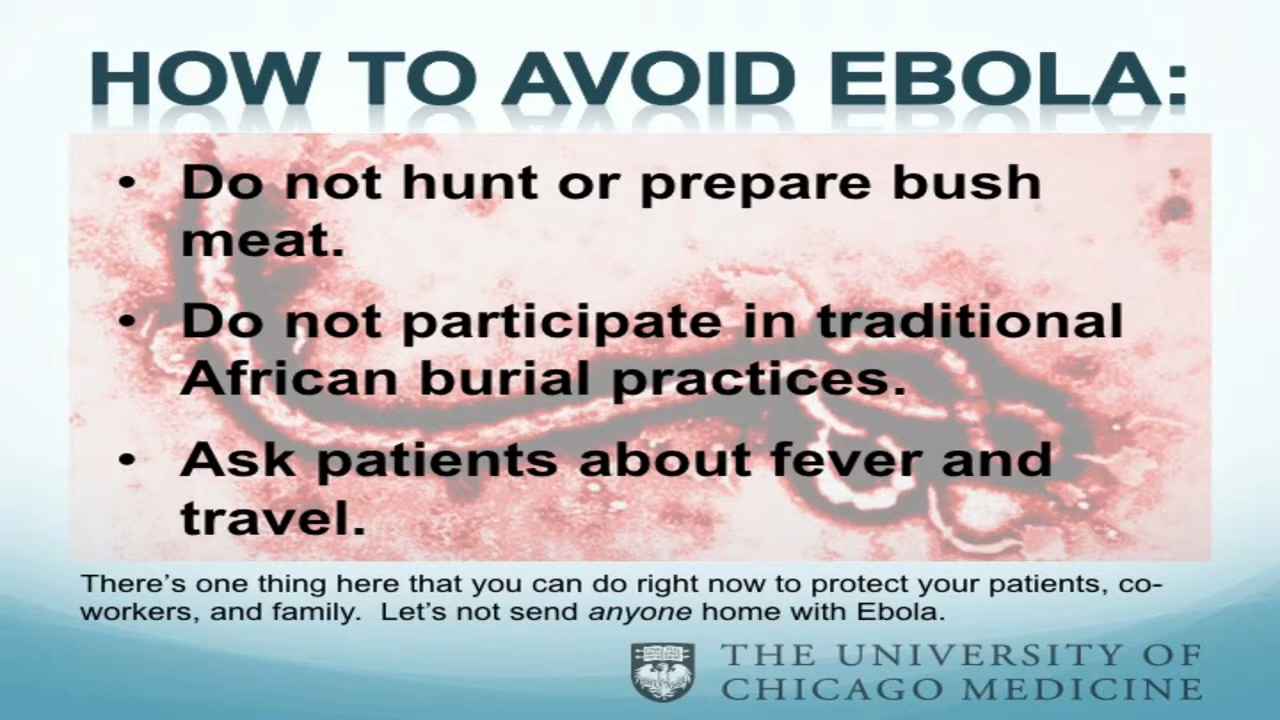 HOW TO AVOID EBOLA:
• Do not hunt or prepare bush
meat.
• Do not participate in traditional
African burial practices.
• Ask patients about fever and
travel.
There's one thing here that you can do right now to protect your patients, co-
workers, and family. Let's not send anyone home with Ebola.
THE UNIVERSITY OF
CHICAGO MEDICINE